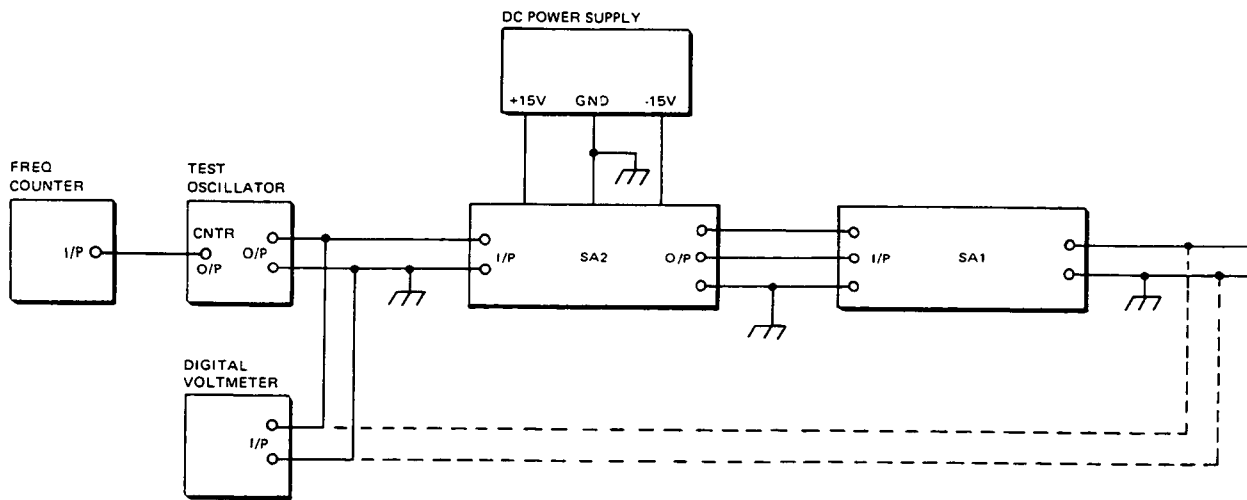 DC POWER SUPPLY
+15V GND -15V
FREQ
COUNTER
I/P
TEST
OSCILLATOR
CNTR
O/P
O/P
I/P
SA2
O/P
I/P
SA1
DIGITAL
VOLTMETER
I/P